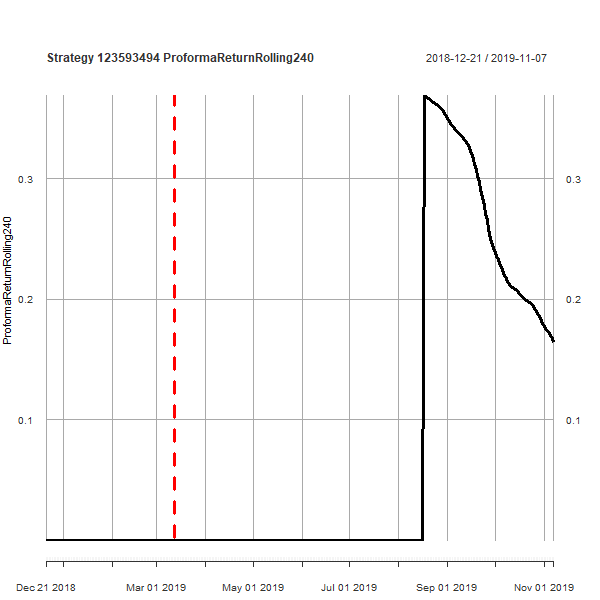 Strategy 123593494 ProformaReturnRolling240
2018-12-21 / 2019-11-07
ProformaReturnRolling240
0.3
0.3
0.2
0.2
0.1
0.1
Dec 21 2018
Mar 01 2019
May 01 2019
Jul 01 2019
Sep 01 2019
Nov 01 2019